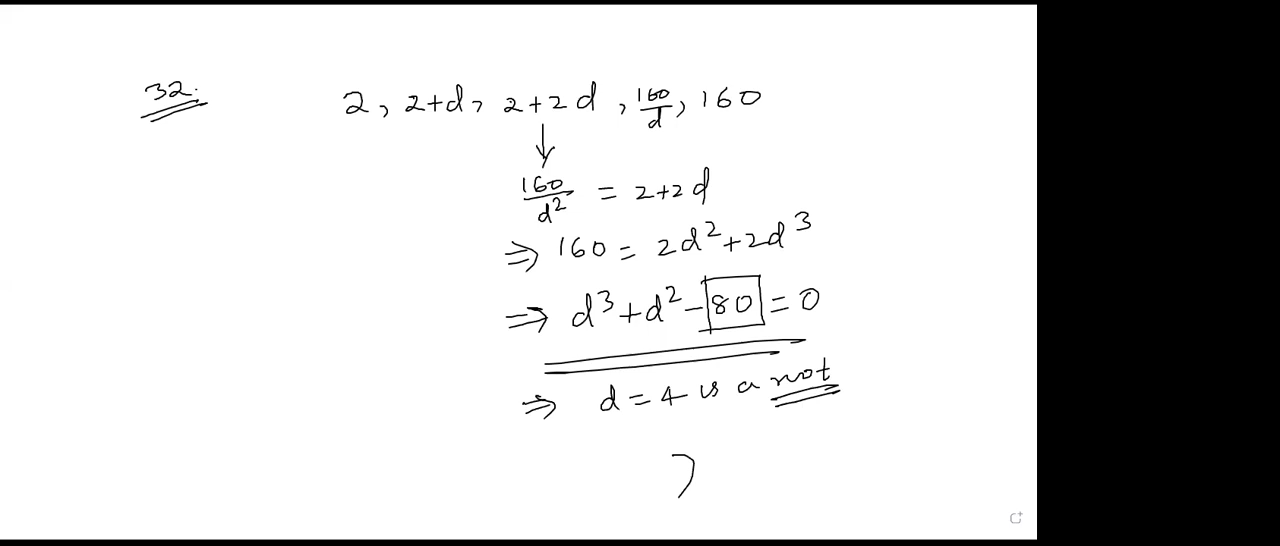 32.
2, 2+d, 2+2d, 160/d, 160
↓
160/d² = 2+2d
⇒ 160 = 2d²+2d³
⇒ d³+d²-80=0
⇒ d=4 is a root
)